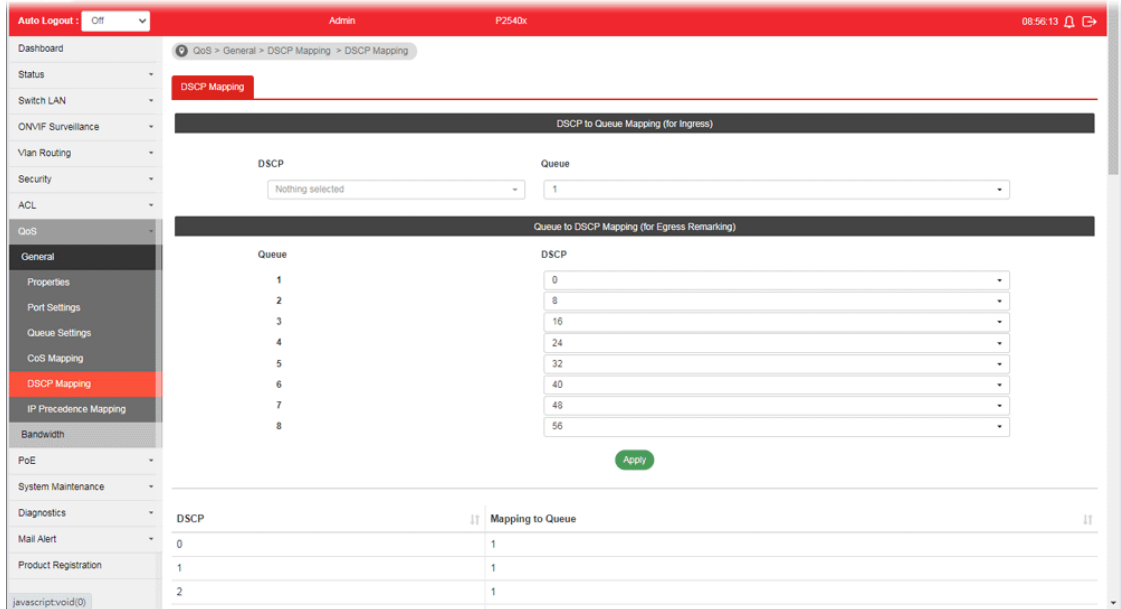 Auto Logout : Off Admin P2540x 08:56:13
Dashboard
Status
Switch LAN
ONVIF Surveillance
Vlan Routing
Security
ACL
QoS
General
Properties
Port Settings
Queue Settings
CoS Mapping
DSCP Mapping
IP Precedence Mapping
Bandwidth
PoE
System Maintenance
Diagnostics
Mail Alert
Product Registration
javascript:void(0)
QoS > General > DSCP Mapping > DSCP Mapping
DSCP Mapping
DSCP to Queue Mapping (for Ingress)
DSCP Queue
Nothing selected 1
Queue to DSCP Mapping (for Egress Remarking)
Queue DSCP
1 0
2 8
3 16
4 24
5 32
6 40
7 48
8 56
Apply
DSCP Mapping to Queue
0 1
1 1
2 1